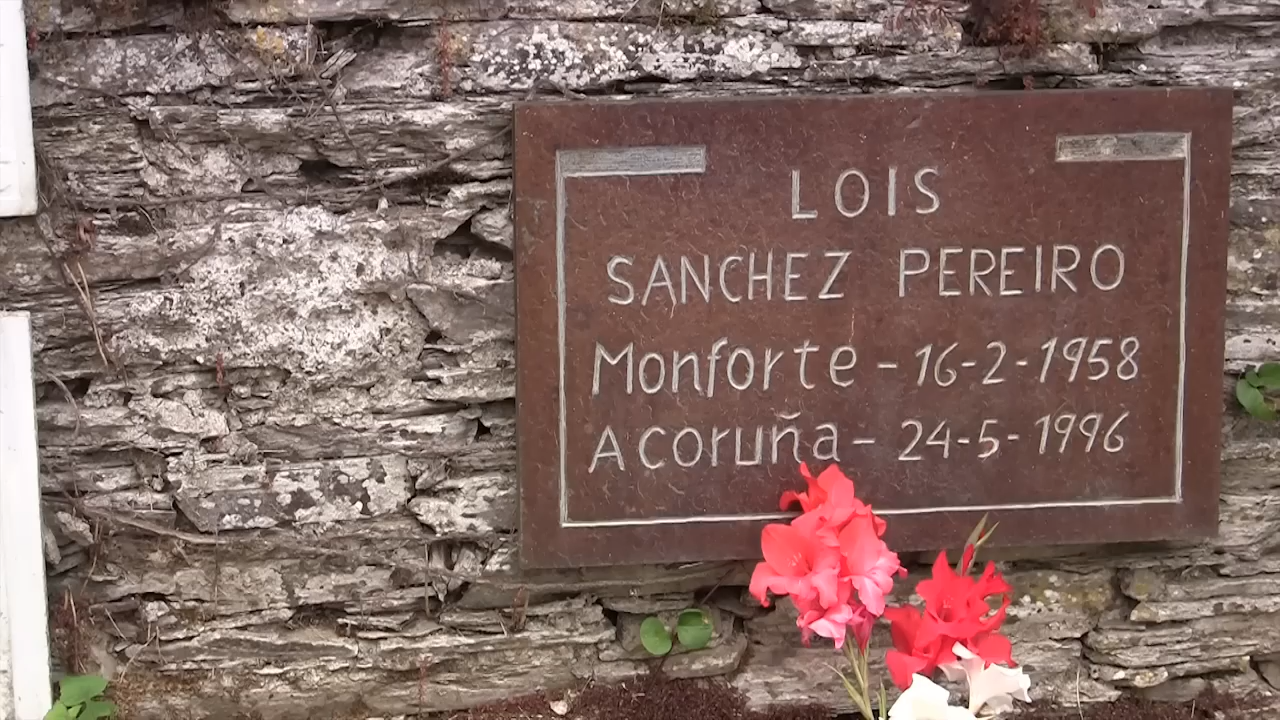 LOIS
SANCHEZ PEREIRO
Monforte - 16-2-1958
Acoruña - 24-5-1996